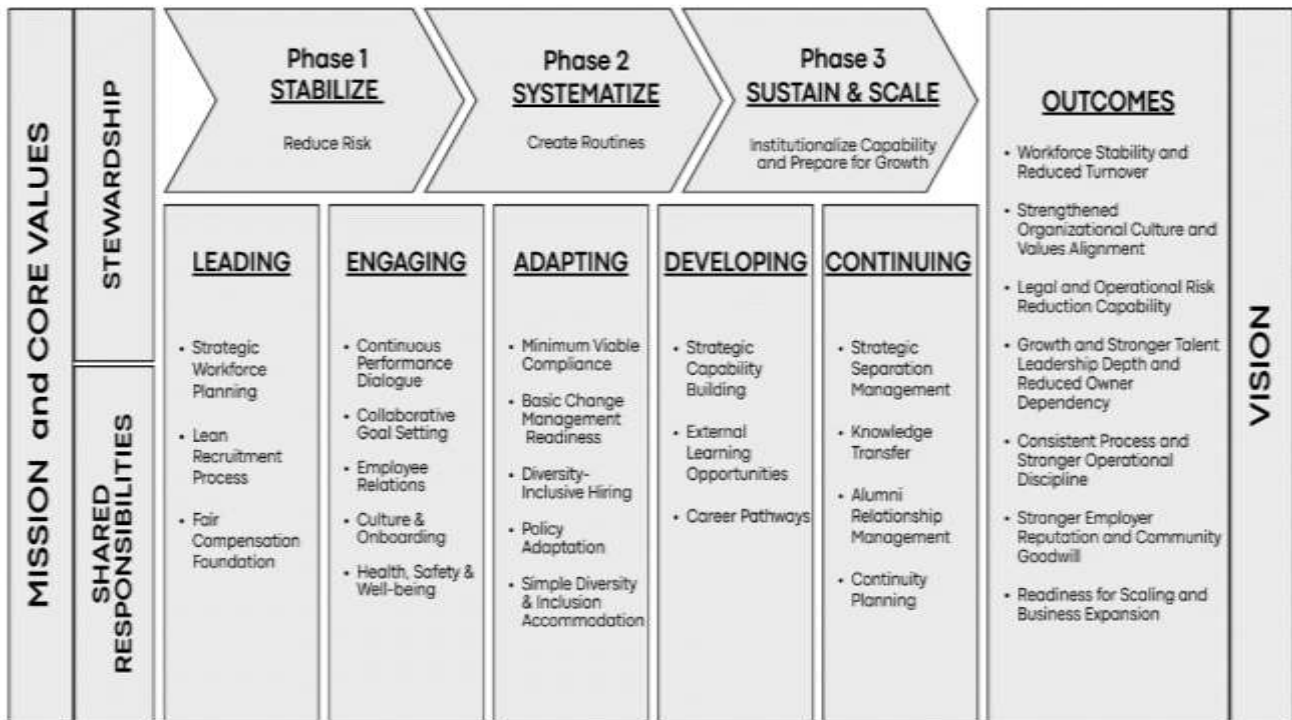 MISSION and CORE VALUES
STEWARDSHIP
SHARED
RESPONSIBILITIES
Phase 1
STABILIZE
Reduce Risk
Phase 2
SYSTEMATIZE
Create Routines
Phase 3
SUSTAIN & SCALE
Institutionalize Capability
and Prepare for Growth
LEADING
• Strategic
Workforce
Planning
• Lean
Recruitment
Process
• Fair
Compensation
Foundation
ENGAGING
• Continuous
Performance
Dialogue
• Collaborative
Goal Setting
• Employee
Relations
• Culture &
Onboarding
• Health, Safety &
Well-being
ADAPTING
• Minimum Viable
Compliance
• Basic Change
Management
Readiness
• Diversity-
Inclusive Hiring
• Policy
Adaptation
• Simple Diversity
& Inclusion
Accommodation
DEVELOPING
• Strategic
Capability
Building
• External
Learning
Opportunities
• Career Pathways
CONTINUING
• Strategic
Separation
Management
• Knowledge
Transfer
• Alumni
Relationship
Management
• Continuity
Planning
OUTCOMES
• Workforce Stability and
Reduced Turnover
• Strengthened
Organizational Culture and
Values Alignment
• Legal and Operational Risk
Reduction Capability
• Growth and Stronger Talent
Leadership Depth and
Reduced Owner
Dependency
• Consistent Process and
Stronger Operational
Discipline
• Stronger Employer
Reputation and Community
Goodwill
• Readiness for Scaling and
Business Expansion
VISION